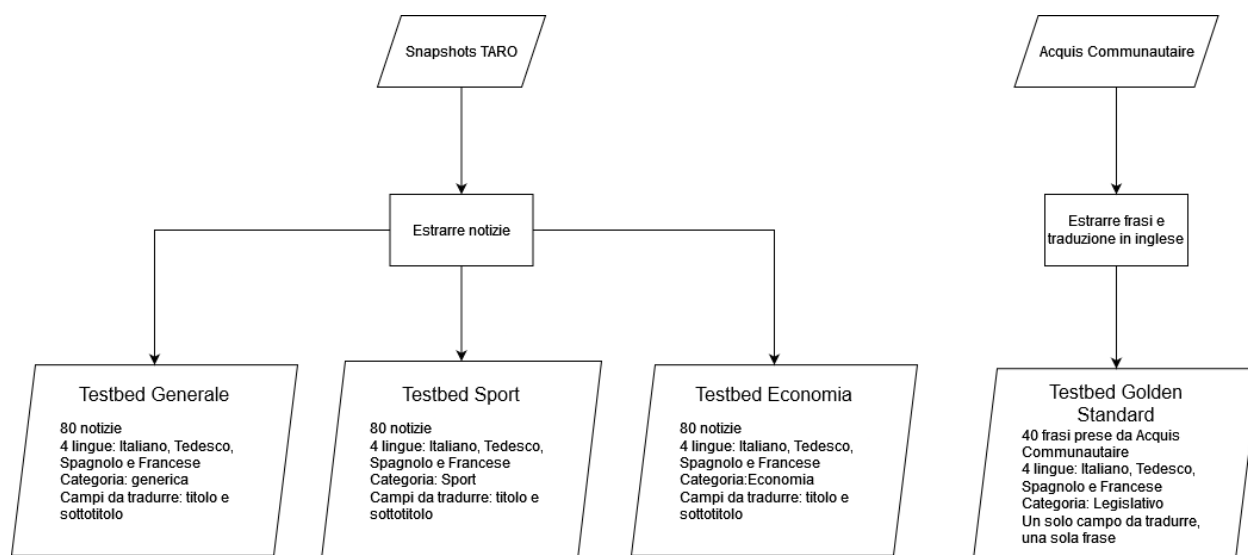 Snapshots TARO
Acquis Communautaire
Estrarre notizie
Estrarre frasi e
traduzione in inglese
Testbed Generale
80 notizie
4 lingue: Italiano, Tedesco,
Spagnolo e Francese
Categoria: generica
Campi da tradurre: titolo e
sottotitolo
Testbed Sport
80 notizie
4 lingue: Italiano, Tedesco,
Spagnolo e Francese
Categoria: Sport
Campi da tradurre: titolo e
sottotitolo
Testbed Economia
80 notizie
4 lingue: Italiano, Tedesco,
Spagnolo e Francese
Categoria:Economia
Campi da tradurre: titolo e
sottotitolo
Testbed Golden
Standard
40 frasi prese da Acquis
Communautaire
4 lingue: Italiano, Tedesco,
Spagnolo e Francese
Categoria: Legislativo
Un solo campo da tradurre,
una sola frase